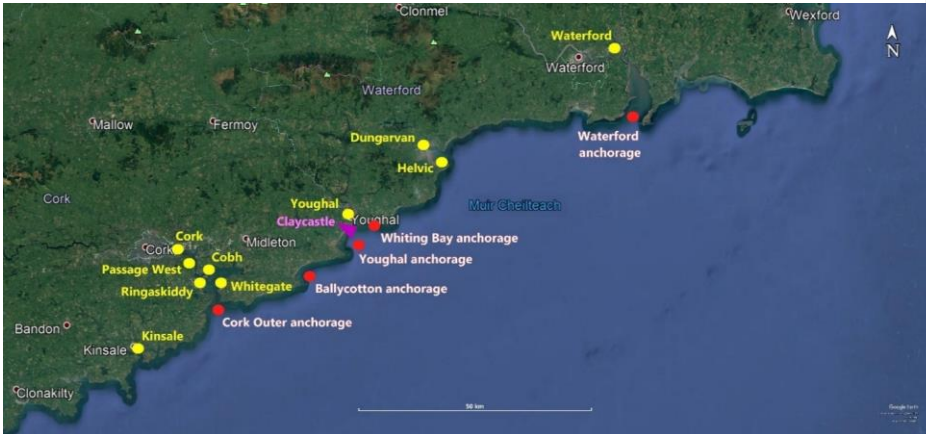 Clonmel
Wexford
Waterford
N
Waterford
Waterford
Mallow
Fermoy
Dungarvan
Waterford
anchorage
Helvic
Cork
Youghal
Muir Cheilteach
Claycastle
Youghal
Whiting Bay anchorage
Cork
Cork
Midleton
Youghal anchorage
Passage West
Cobh
Ringaskiddy
Whitegate
Ballycotton anchorage
Cork Outer anchorage
Bandon
Kinsale
Kinsale
Clonakilty
50 km
Google Earth